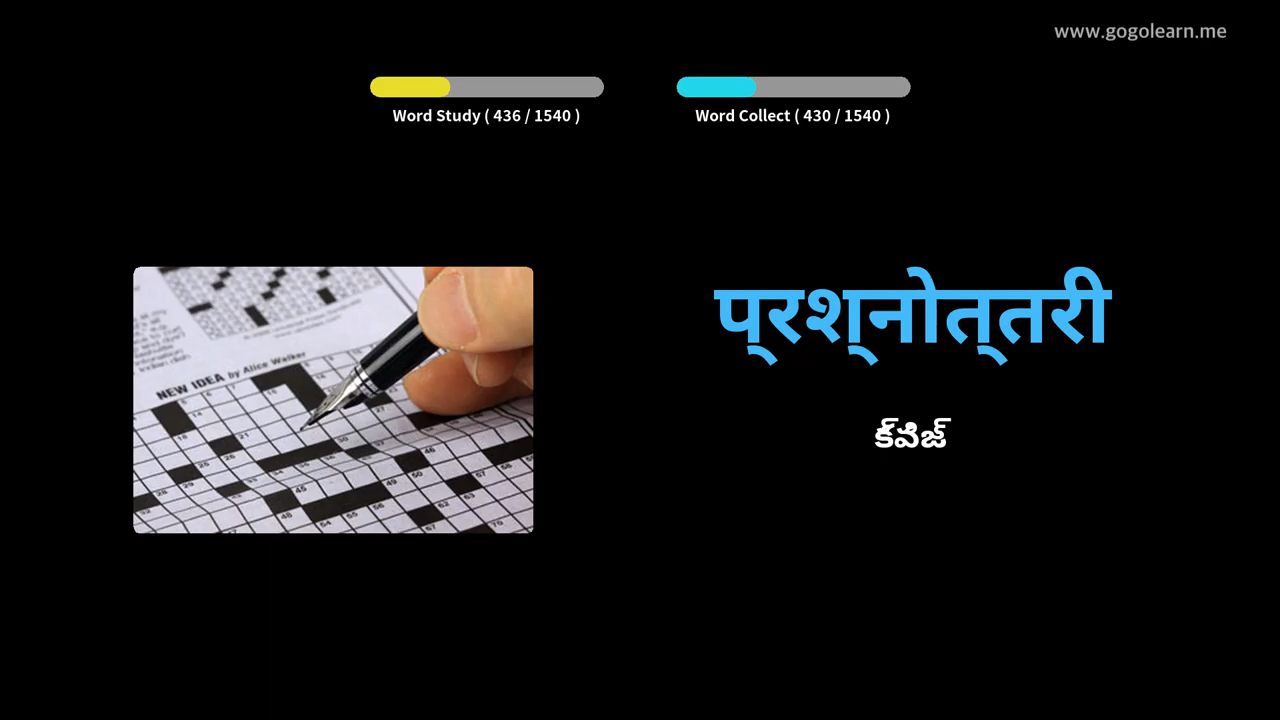 www.gogolearn.me
Word Study ( 436 / 1540 )
Word Collect ( 430 / 1540 )
NEW IDEA by Alice Walker
प्रश्नोत्तरी
క్విజ్